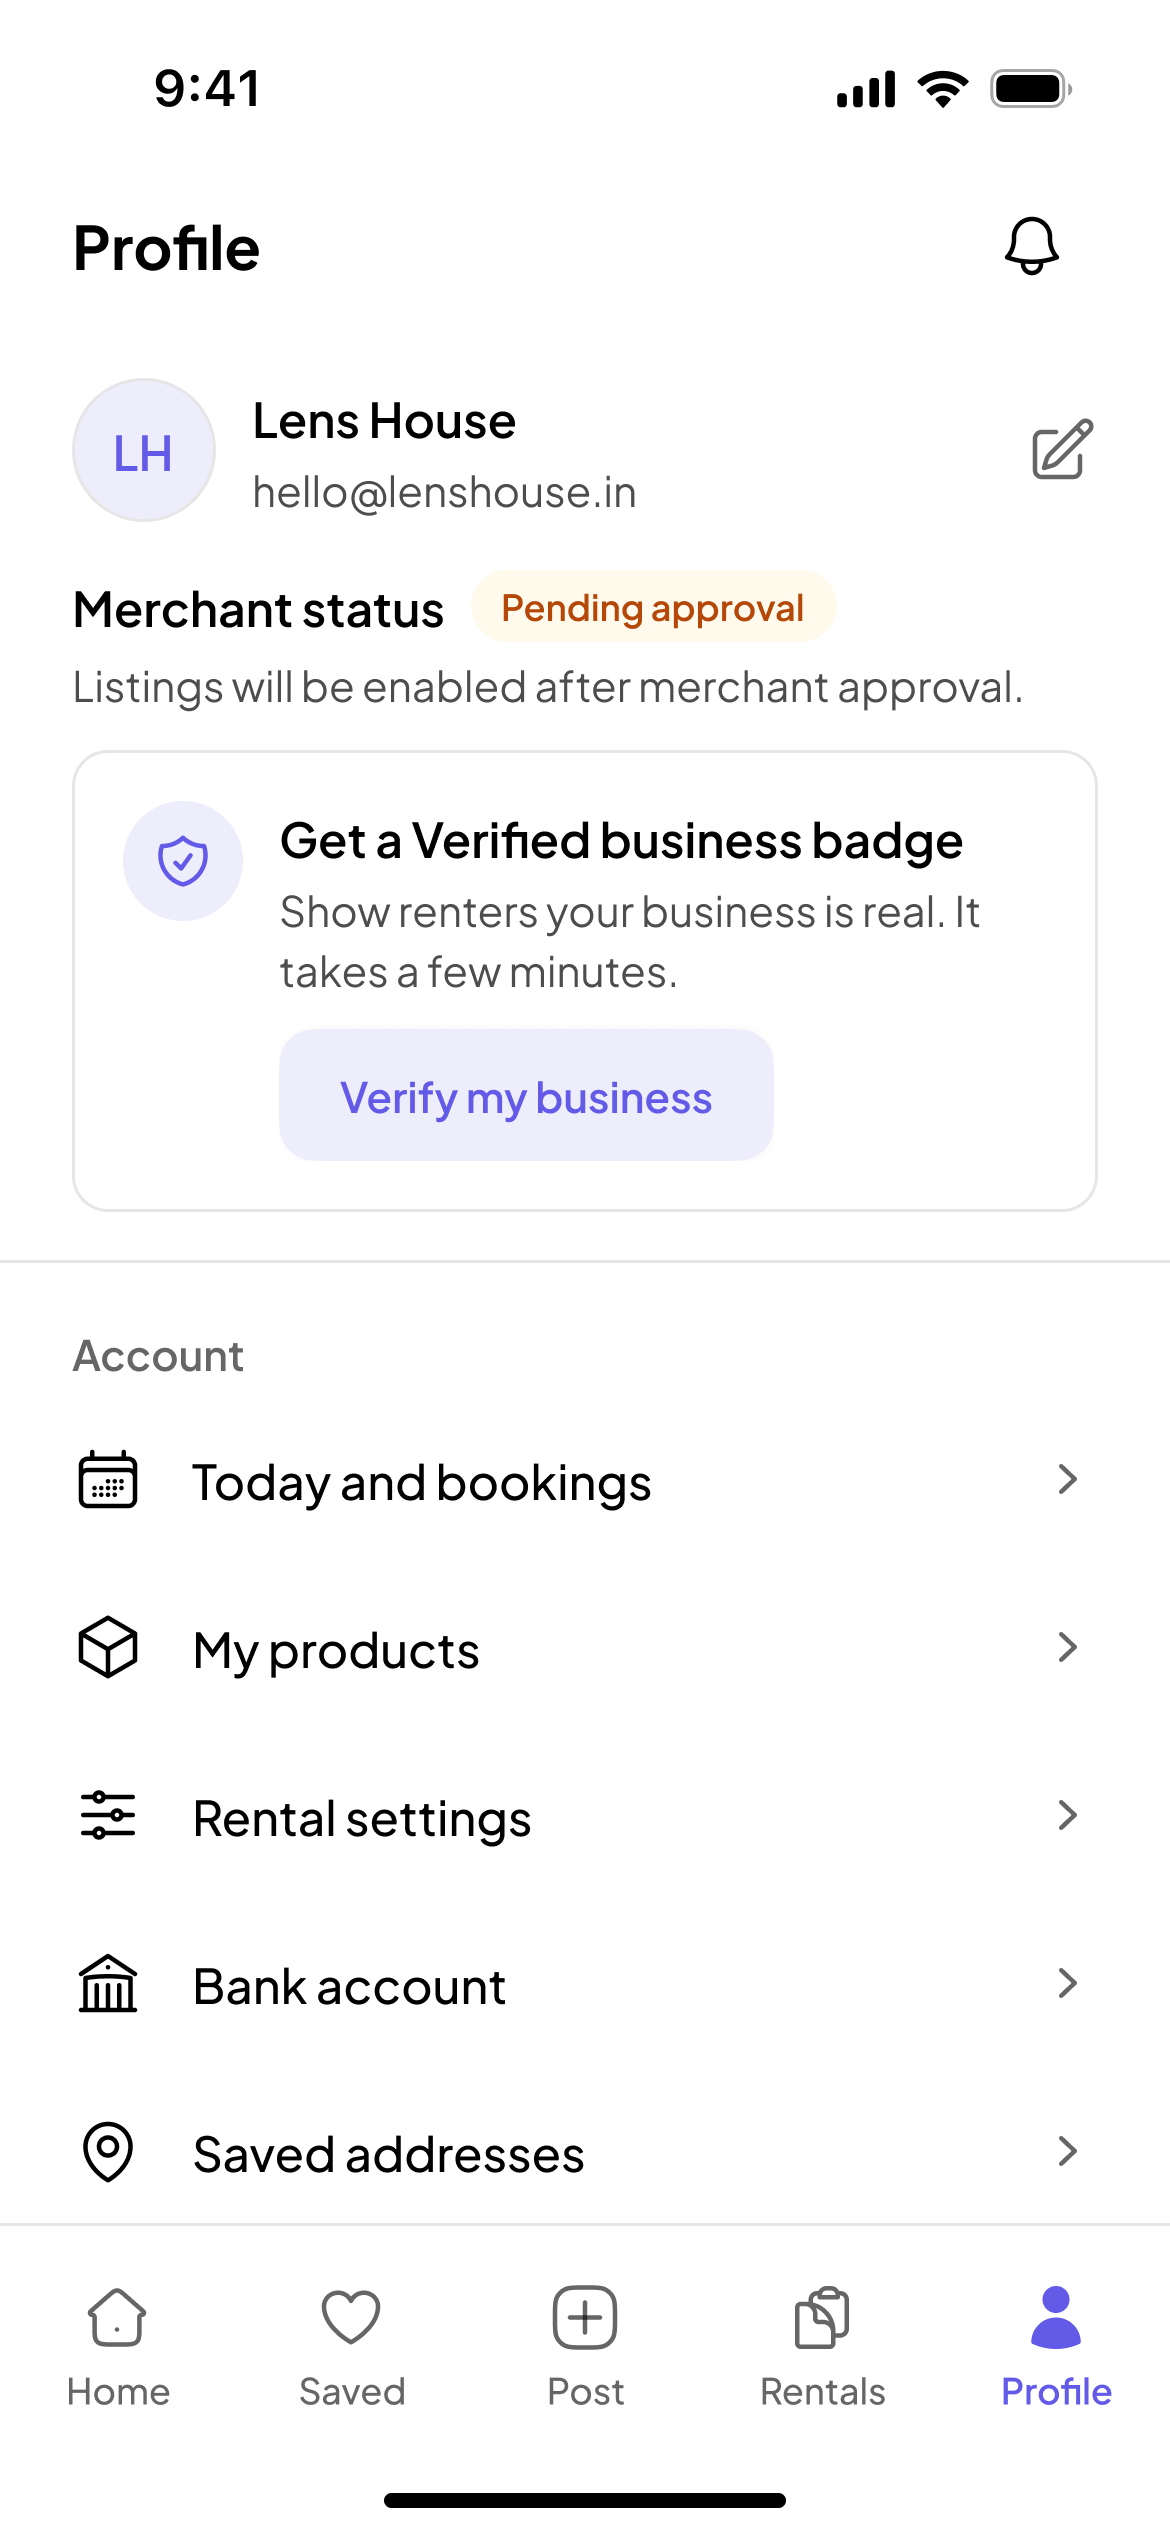 9:41
Profile
LH
Lens House
hello@lenshouse.in
Merchant status
Pending approval
Listings will be enabled after merchant approval.
Get a Verified business badge
Show renters your business is real. It
takes a few minutes.
Verify my business
Account
Today and bookings
My products
Rental settings
Bank account
Saved addresses
Home
Saved
Post
Rentals
Profile